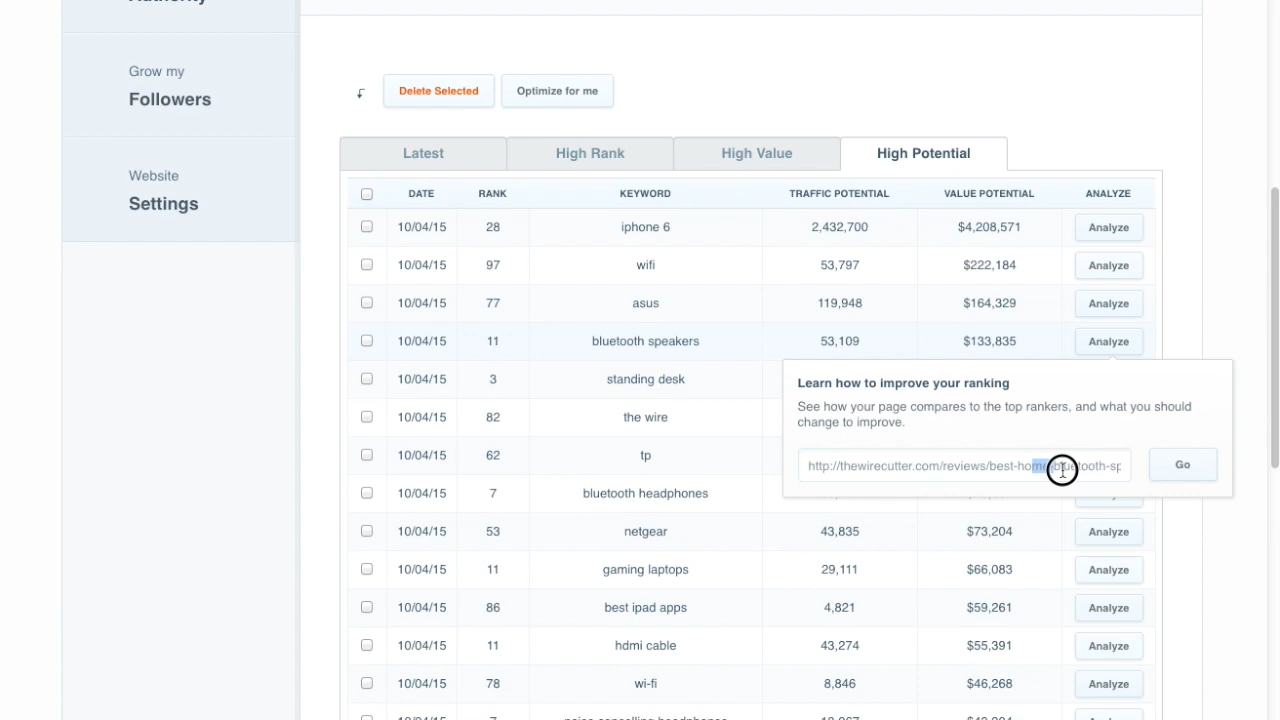 Authority
Grow my
Followers
Website
Settings
Delete Selected Optimize for me
Latest High Rank High Value High Potential
DATE RANK KEYWORD TRAFFIC POTENTIAL VALUE POTENTIAL ANALYZE
10/04/15 28 iphone 6 2,432,700 $4,208,571 Analyze
10/04/15 97 wifi 53,797 $222,184 Analyze
10/04/15 77 asus 119,948 $164,329 Analyze
10/04/15 11 bluetooth speakers 53,109 $133,835 Analyze
10/04/15 3 standing desk
10/04/15 82 the wire
10/04/15 62 tp
10/04/15 7 bluetooth headphones
Learn how to improve your ranking
See how your page compares to the top rankers, and what you should
change to improve.
http://thewirecutter.com/reviews/best-home-bluetooth-sp Go
10/04/15 53 netgear 43,835 $73,204 Analyze
10/04/15 11 gaming laptops 29,111 $66,083 Analyze
10/04/15 86 best ipad apps 4,821 $59,261 Analyze
10/04/15 11 hdmi cable 43,274 $55,391 Analyze
10/04/15 78 wi-fi 8,846 $46,268 Analyze